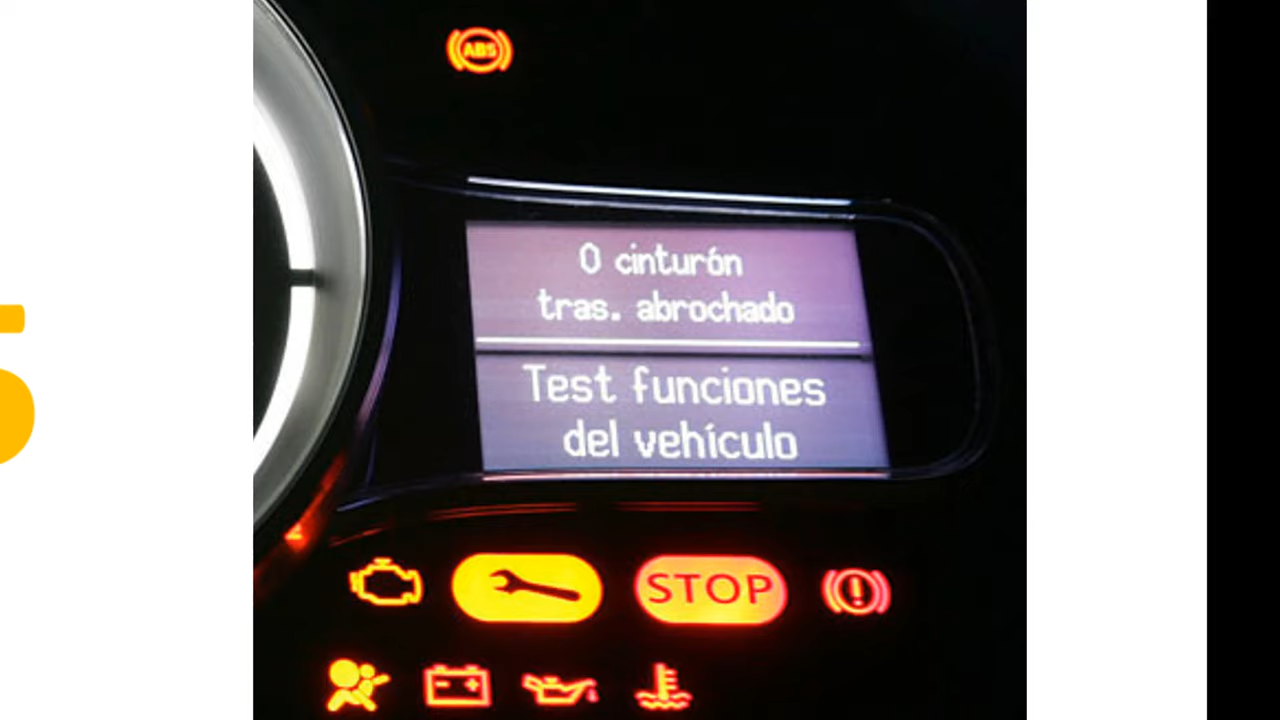 ABS
0 cinturón
tras. abrochado
Test funciones
del vehículo
STOP